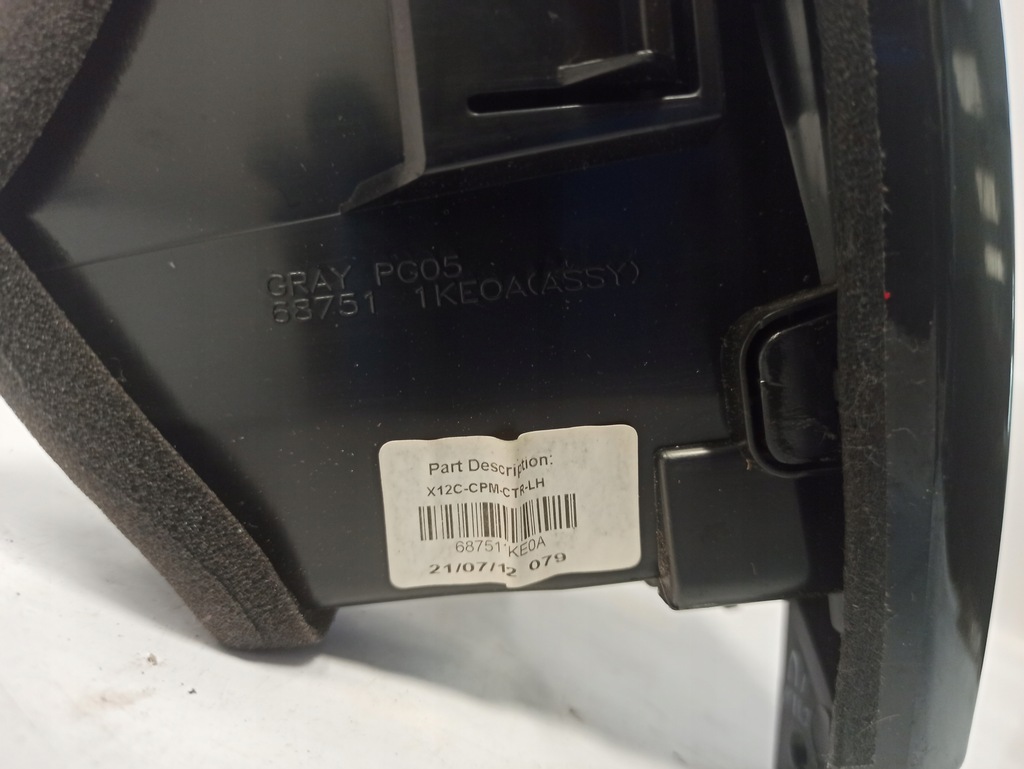 GRAY PG05
68751 1KE0A(ASSY)
Part Description:
X12C-CPM-CTR-LH
68751 KE0A
21/07/12 079